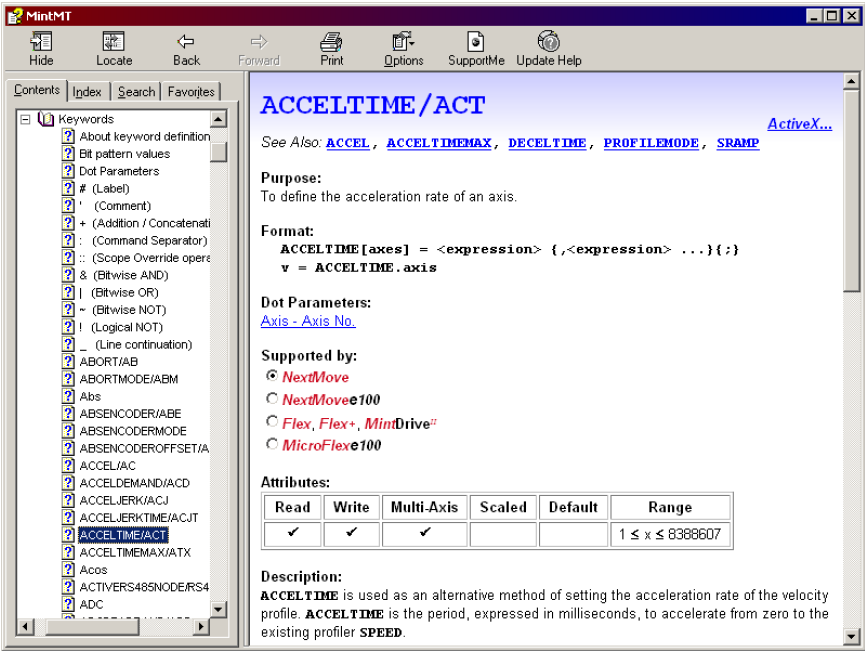 MintMT
Hide Locate Back Forward Print Options SupportMe Update Help
Contents Index Search Favorites
Keywords
About keyword definition
Bit pattern values
Dot Parameters
# (Label)
' (Comment)
+ (Addition / Concatenati
: (Command Separator)
:: (Scope Override opera
& (Bitwise AND)
| (Bitwise OR)
~ (Bitwise NOT)
! (Logical NOT)
_ (Line continuation)
ABORT/AB
ABORTMODE/ABM
Abs
ABSENCODER/ABE
ABSENCODERMODE
ABSENCODEROFFSET/A
ACCEL/AC
ACCELDEMAND/ACD
ACCELJERK/ACJ
ACCELJERKTIME/ACJT
ACCELTIME/ACT
ACCELTIMEMAX/ATX
Acos
ACTIVERS485NODE/RS4
ADC
ACCELTIME/ACT
ActiveX...
See Also: ACCEL, ACCELTIMEMAX, DECELTIME, PROFILEMODE, SRAMP
Purpose:
To define the acceleration rate of an axis.
Format:
ACCELTIME[axes] = <expression> {,<expression> ...}{;}
v = ACCELTIME.axis
Dot Parameters:
Axis - Axis No.
Supported by:
NextMove
NextMovee100
Flex, Flex+, MintDrive
MicroFlexe100
Attributes:
Read Write Multi-Axis Scaled Default Range
✓ ✓ ✓ 1 ≤ x ≤ 8388607
Description:
ACCELTIME is used as an alternative method of setting the acceleration rate of the velocity
profile. ACCELTIME is the period, expressed in milliseconds, to accelerate from zero to the
existing profiler SPEED.